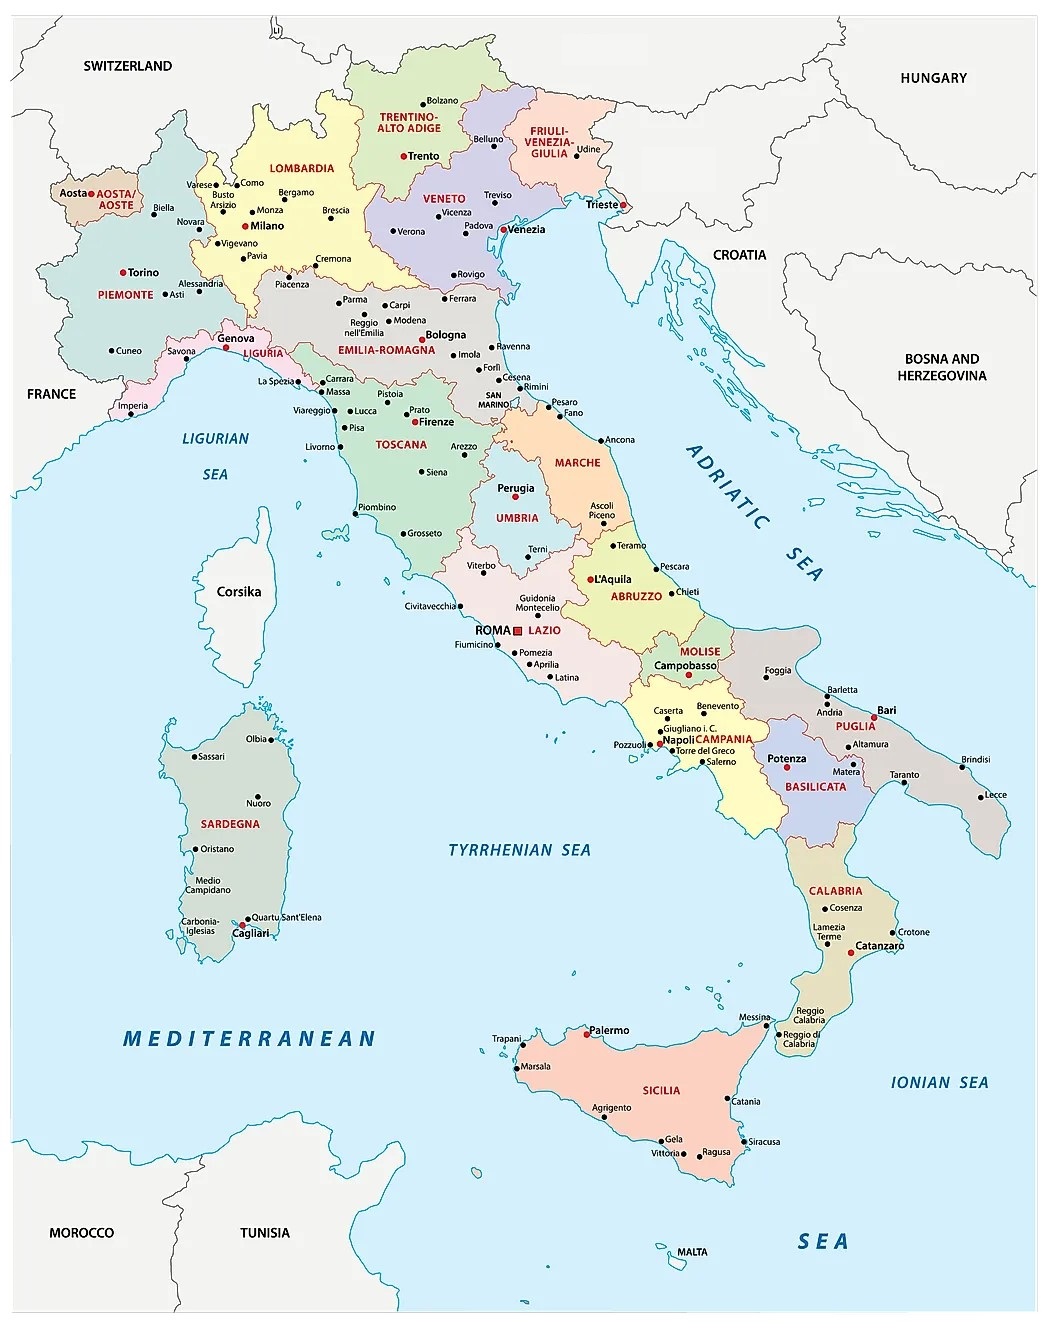 LI
SWITZERLAND
HUNGARY
Bolzano
TRENTINO-
ALTO ADIGE
Trento
Belluno
FRIULI-
VENEZIA-
GIULIA
Udine
LOMBARDIA
Aosta
AOSTA/
AOSTE
Varese
Como
Busto
Arsizio
Bergamo
Monza
Brescia
Milano
Biella
Novara
Vigevano
Pavia
Cremona
VENETO
Treviso
Vicenza
Verona
Padova
Venezia
Trieste
Rovigo
CROATIA
Torino
PIEMONTE
Alessandria
Asti
Piacenza
Cuneo
Parma
Carpi
Ferrara
Reggio
nell'Emilia
Modena
Bologna
EMILIA-ROMAGNA
Imola
Ravenna
Forlì
Cesena
Rimini
SAN
MARINO
Genova
LIGURIA
Savona
La Spezia
Imperia
FRANCE
BOSNA AND
HERZEGOVINA
Carrara
Massa
Pistoia
Viareggio
Lucca
Prato
Firenze
Pisa
TOSCANA
Livorno
Arezzo
Siena
Piombino
Grosseto
Pesaro
Fano
Ancona
MARCHE
Ascoli
Piceno
LIGURIAN
SEA
ADRIATIC SEA
Perugia
UMBRIA
Terni
Teramo
Pescara
L'Aquila
Chieti
ABRUZZO
Corsika
Viterbo
Civitavecchia
Guidonia
Montecelio
ROMA
LAZIO
Fiumicino
Pomezia
Aprilia
Latina
MOLISE
Campobasso
Foggia
Barletta
Andria
Bari
PUGLIA
Altamura
Brindisi
Matera
Taranto
Lecce
Caserta
Benevento
Giugliano i. C.
Pozzuoli
Napoli
CAMPANIA
Torre del Greco
Salerno
Potenza
BASILICATA
Olbia
Sassari
Nuoro
SARDEGNA
Oristano
Medio
Campidano
Carbonia-
Iglesias
Quartu Sant'Elena
Cagliari
TYRRHENIAN SEA
CALABRIA
Cosenza
Lamezia
Terme
Crotone
Catanzaro
Reggio
Calabria
Reggio di
Calabria
MEDITERRANEAN
Messina
Palermo
Trapani
Marsala
SICILIA
Agrigento
Catania
Gela
Vittoria
Ragusa
Siracusa
IONIAN SEA
MOROCCO
TUNISIA
MALTA
SEA